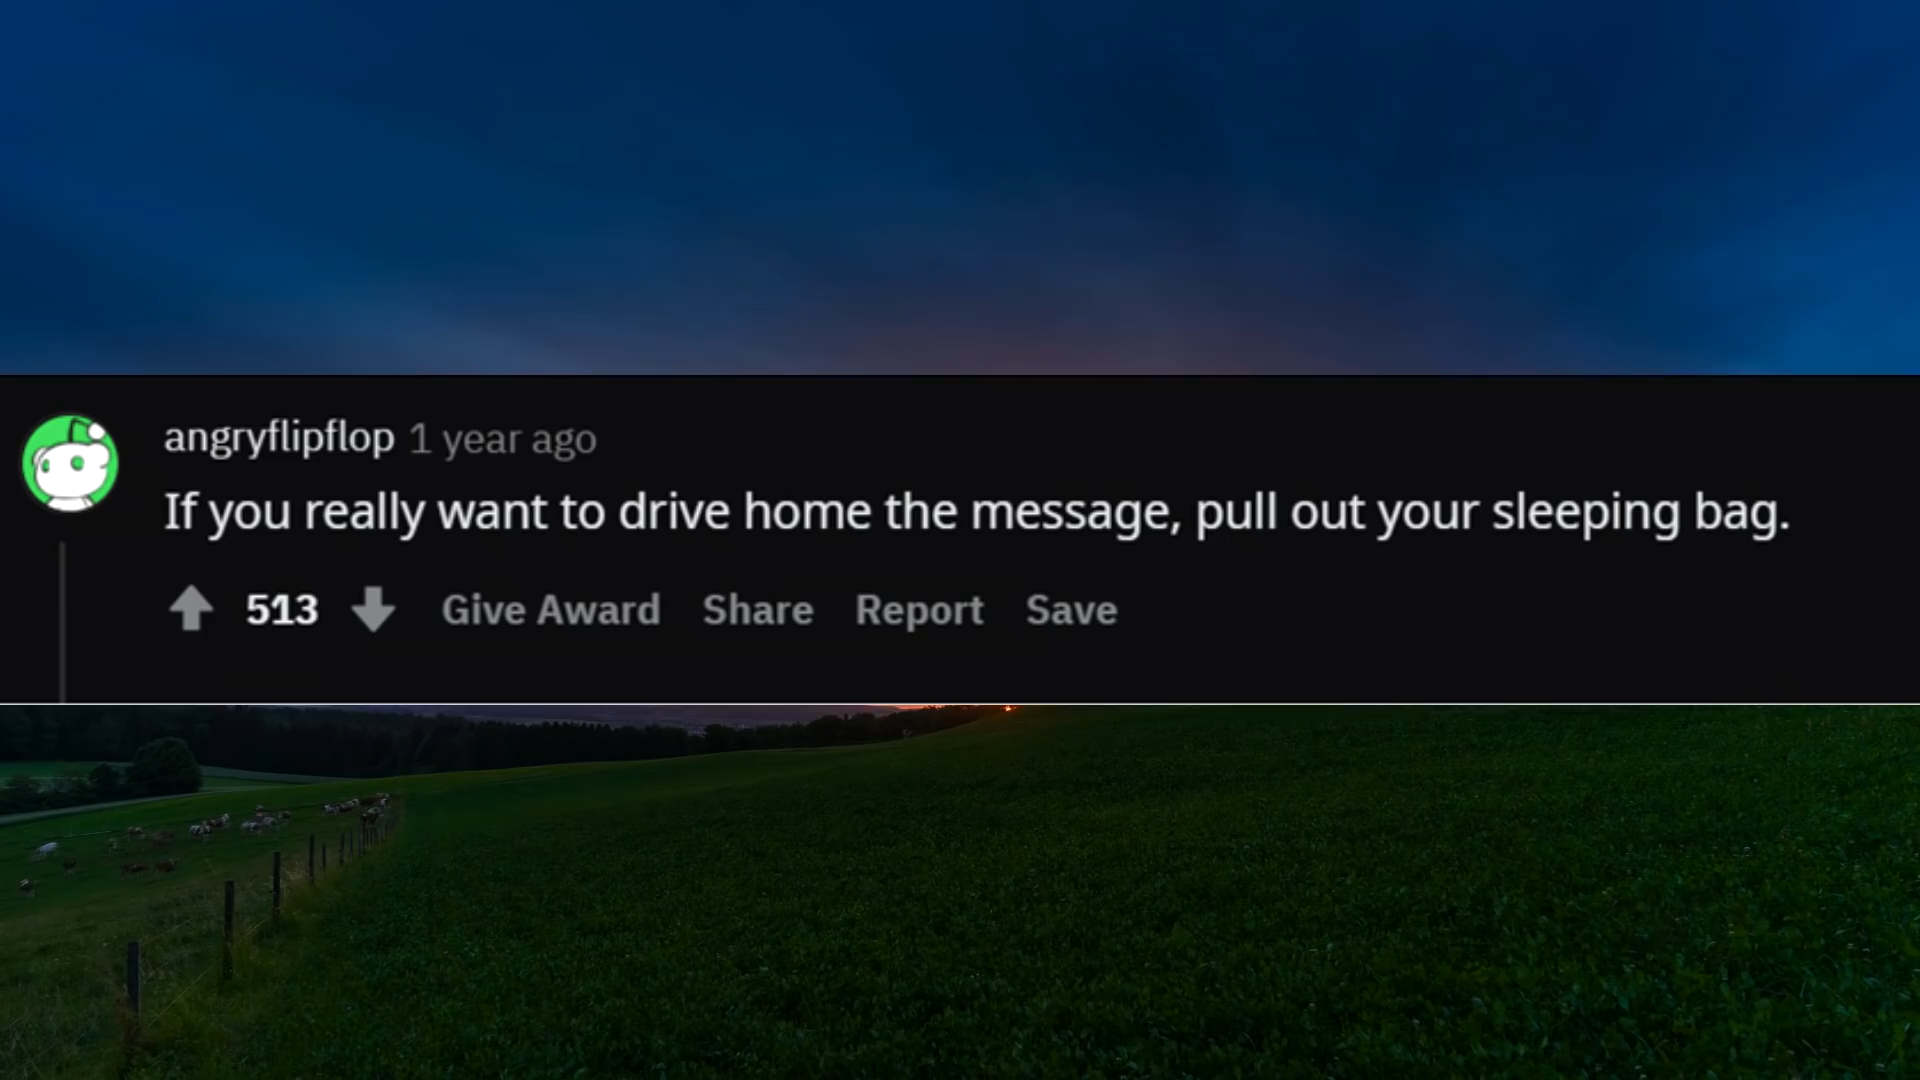 angryflipflop 1 year ago
If you really want to drive home the message, pull out your sleeping bag.
513 Give Award Share Report Save